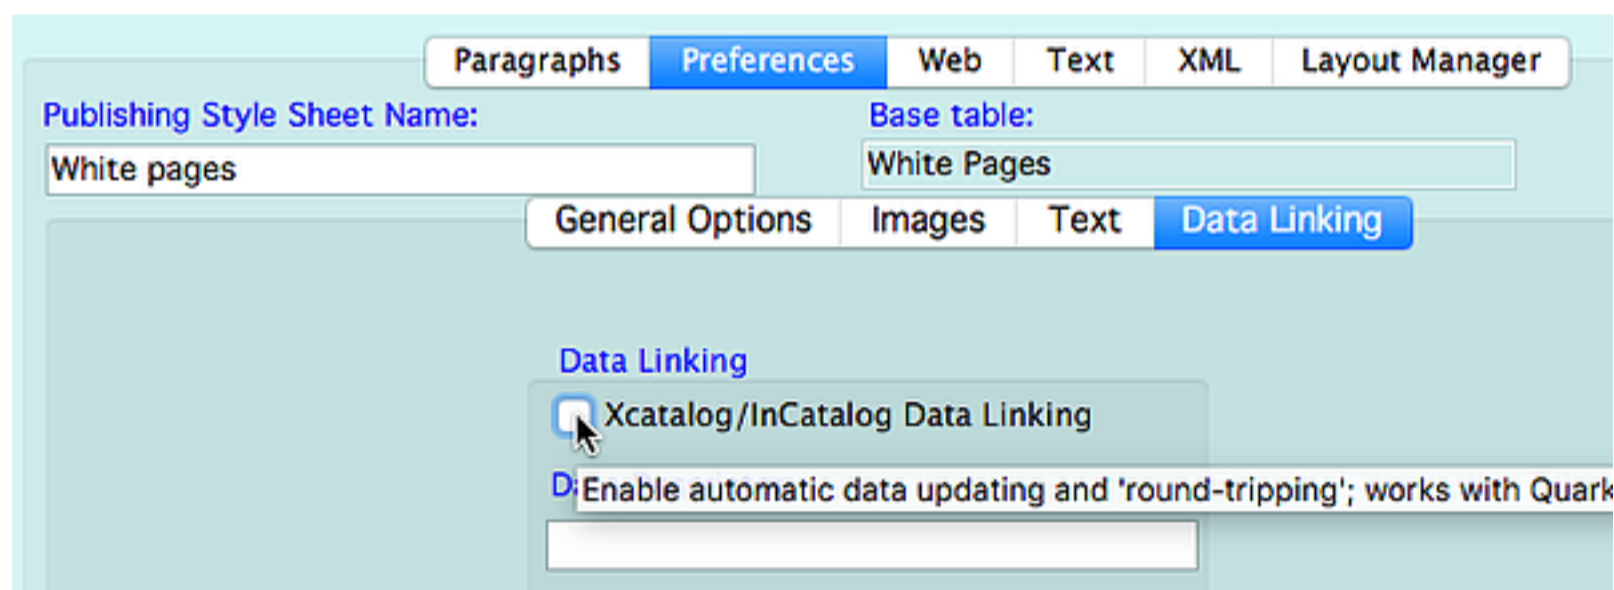 Paragraphs Preferences Web Text XML Layout Manager
Publishing Style Sheet Name: Base table:
White pages White Pages
General Options Images Text Data Linking
Data Linking
Xcatalog/InCatalog Data Linking
Enable automatic data updating and 'round-tripping'; works with Quark